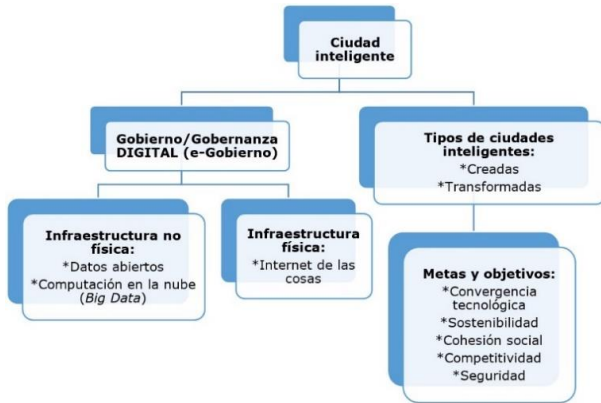 Ciudad
inteligente
Gobierno/Gobernanza
DIGITAL (e-Gobierno)
Tipos de ciudades
inteligentes:
*Creadas
*Transformadas
Infraestructura no
física:
*Datos abiertos
*Computación en la nube
(Big Data)
Infraestructura
física:
*Internet de las
cosas
Metas y objetivos:
*Convergencia
tecnológica
*Sostenibilidad
*Cohesión social
*Competitividad
*Seguridad